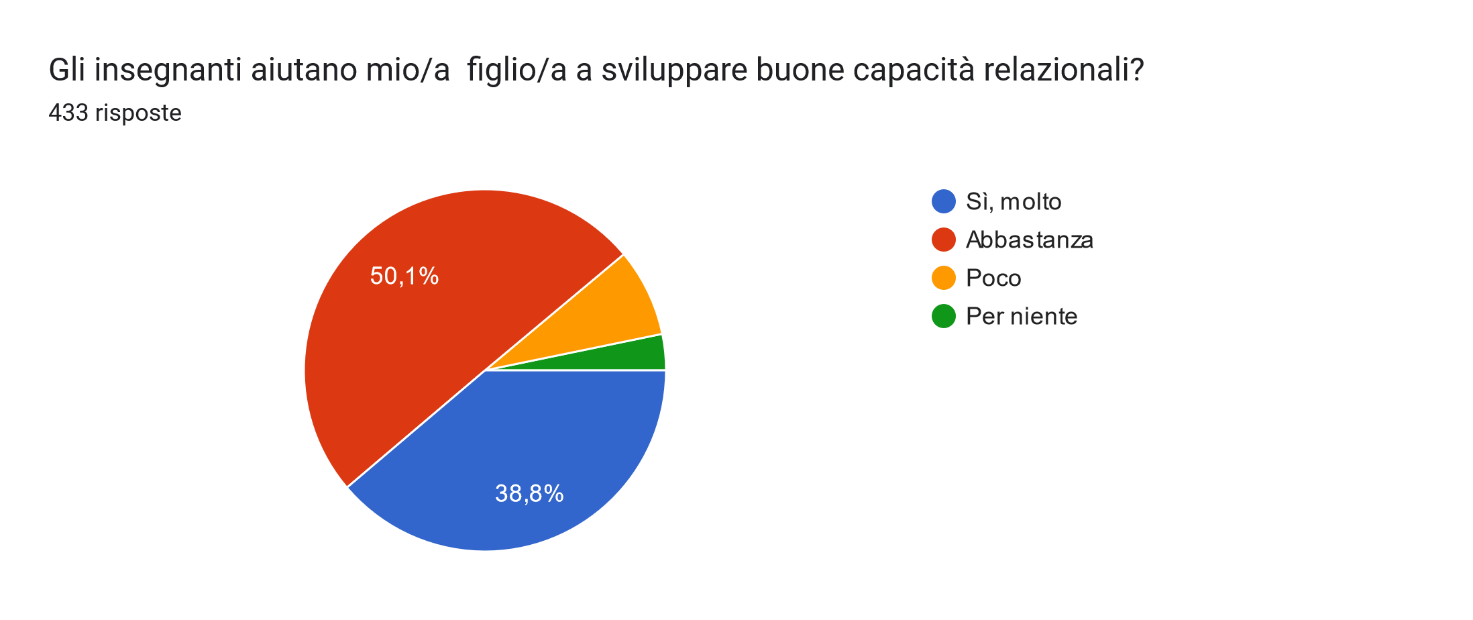 Gli insegnanti aiutano mio/a  figlio/a a sviluppare buone capacità relazionali?
433 risposte
Sì, molto
Abbastanza
Poco
Per niente
50,1%
38,8%